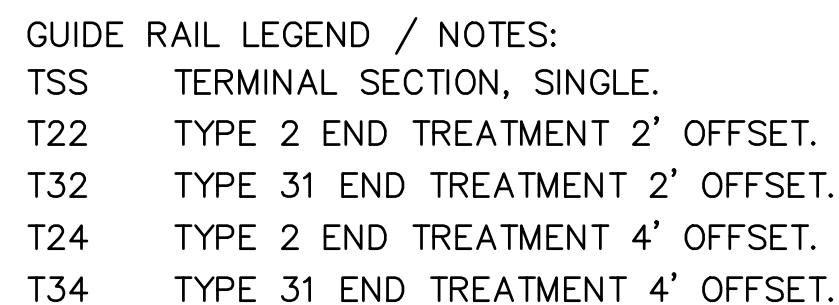 GUIDE RAIL LEGEND / NOTES:
TSS TERMINAL SECTION, SINGLE.
T22 TYPE 2 END TREATMENT 2' OFFSET.
T32 TYPE 31 END TREATMENT 2' OFFSET.
T24 TYPE 2 END TREATMENT 4' OFFSET.
T34 TYPE 31 END TREATMENT 4' OFFSET.